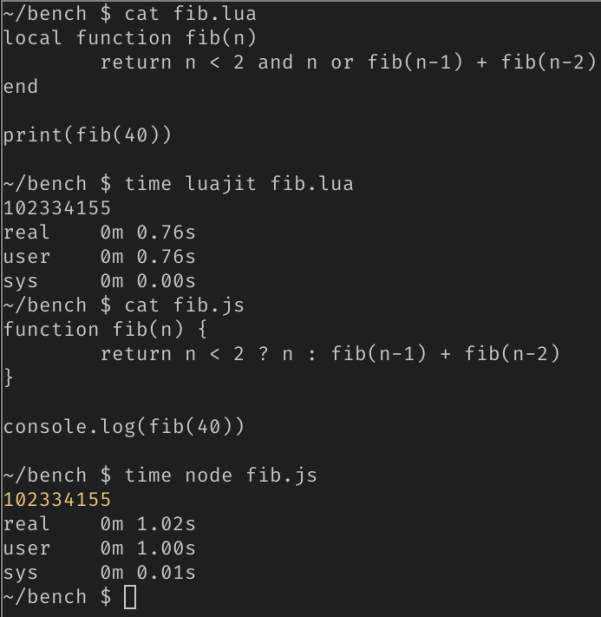 ~/bench $ cat fib.lua
local function fib(n)
        return n < 2 and n or fib(n-1) + fib(n-2)
end

print(fib(40))

~/bench $ time luajit fib.lua
102334155
real    0m 0.76s
user    0m 0.76s
sys     0m 0.00s
~/bench $ cat fib.js
function fib(n) {
        return n < 2 ? n : fib(n-1) + fib(n-2)
}

console.log(fib(40))

~/bench $ time node fib.js
102334155
real    0m 1.02s
user    0m 1.00s
sys     0m 0.01s
~/bench $